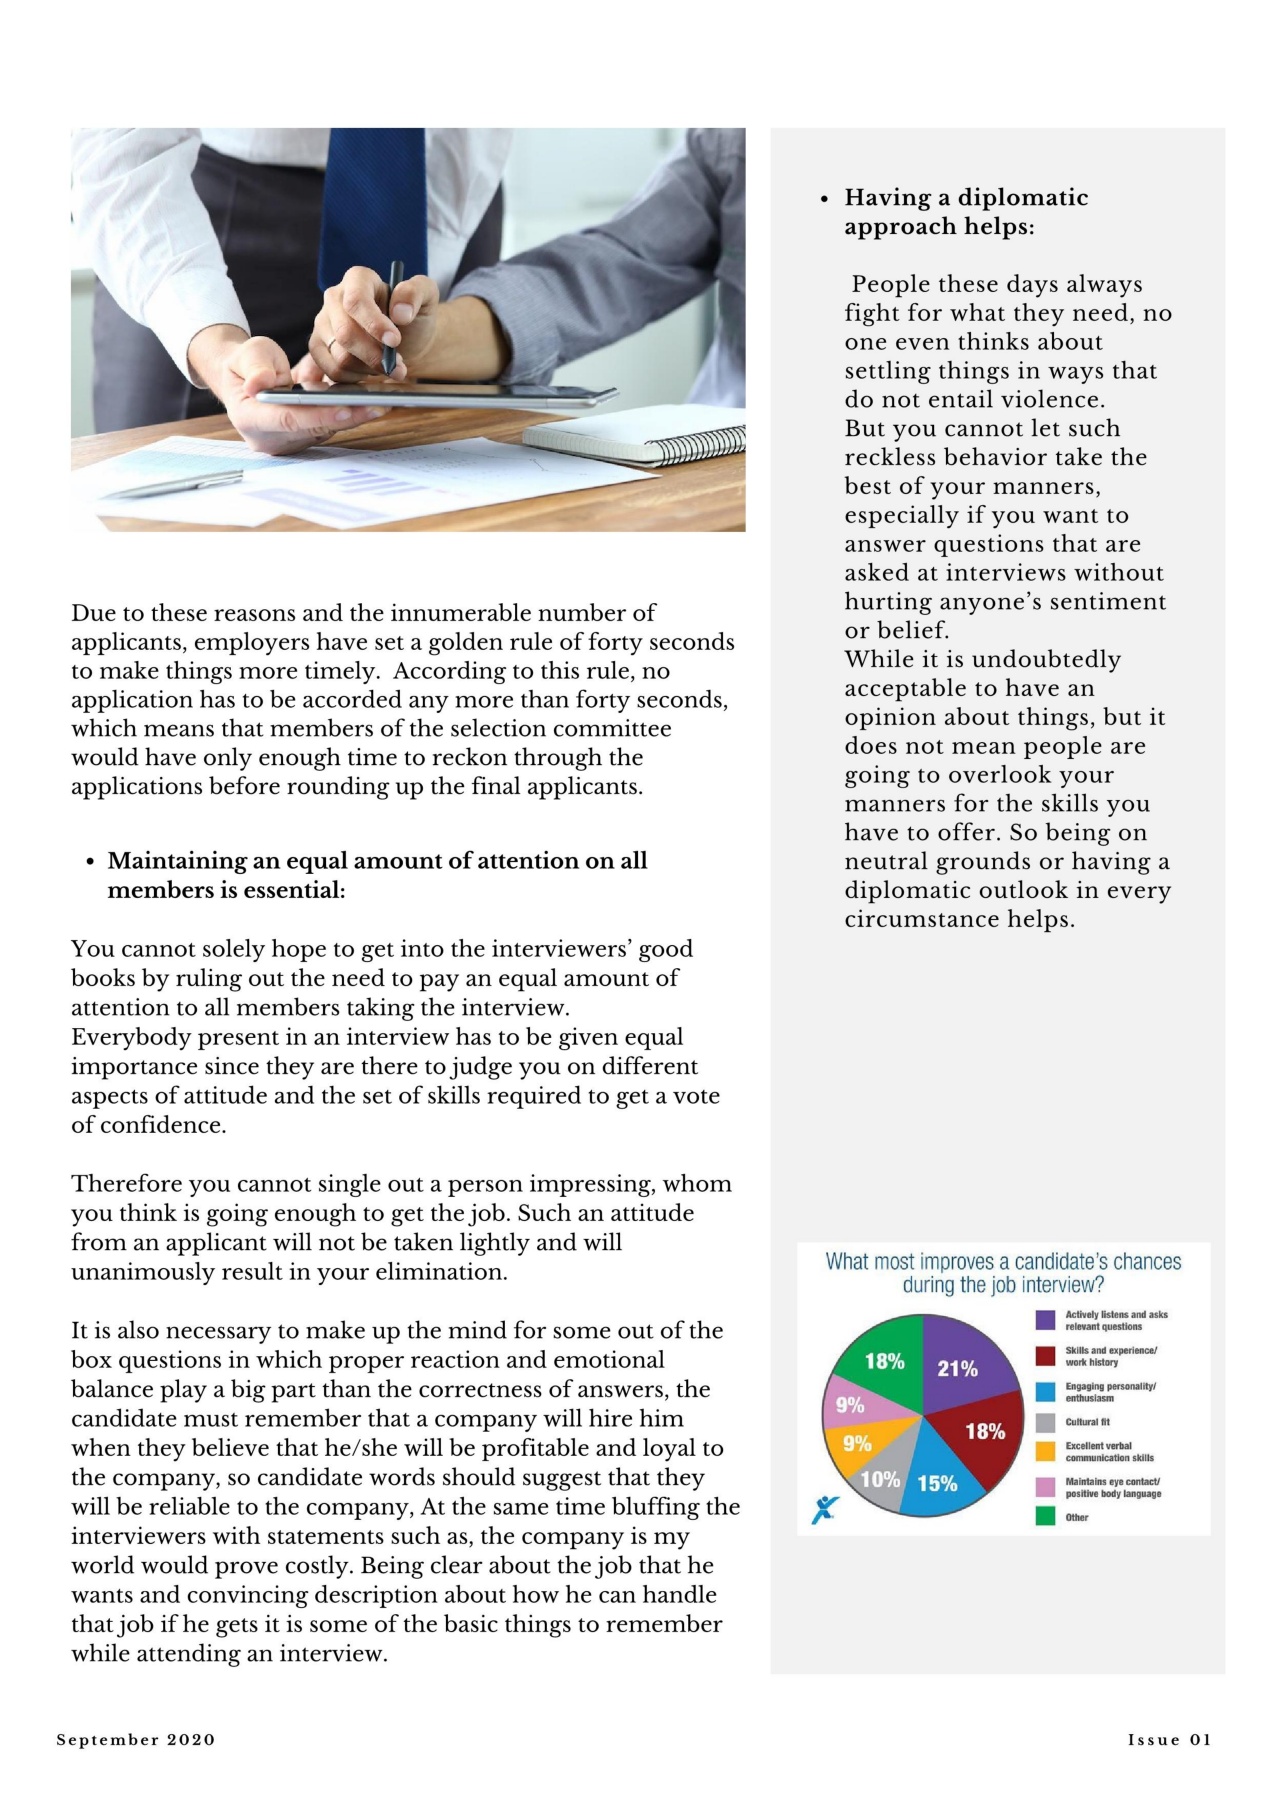 Due to these reasons and the innumerable number of
applicants, employers have set a golden rule of forty seconds
to make things more timely.  According to this rule, no
application has to be accorded any more than forty seconds,
which means that members of the selection committee
would have only enough time to reckon through the
applications before rounding up the final applicants.
• Maintaining an equal amount of attention on all
members is essential:
You cannot solely hope to get into the interviewers’ good
books by ruling out the need to pay an equal amount of
attention to all members taking the interview.
Everybody present in an interview has to be given equal
importance since they are there to judge you on different
aspects of attitude and the set of skills required to get a vote
of confidence.
Therefore you cannot single out a person impressing, whom
you think is going enough to get the job. Such an attitude
from an applicant will not be taken lightly and will
unanimously result in your elimination.
It is also necessary to make up the mind for some out of the
box questions in which proper reaction and emotional
balance play a big part than the correctness of answers, the
candidate must remember that a company will hire him
when they believe that he/she will be profitable and loyal to
the company, so candidate words should suggest that they
will be reliable to the company, At the same time bluffing the
interviewers with statements such as, the company is my
world would prove costly. Being clear about the job that he
wants and convincing description about how he can handle
that job if he gets it is some of the basic things to remember
while attending an interview.
• Having a diplomatic
approach helps:
People these days always
fight for what they need, no
one even thinks about
settling things in ways that
do not entail violence.
But you cannot let such
reckless behavior take the
best of your manners,
especially if you want to
answer questions that are
asked at interviews without
hurting anyone’s sentiment
or belief.
While it is undoubtedly
acceptable to have an
opinion about things, but it
does not mean people are
going to overlook your
manners for the skills you
have to offer. So being on
neutral grounds or having a
diplomatic outlook in every
circumstance helps.
What most improves a candidate’s chances
during the job interview?
18%
21%
9%
18%
9%
10%
15%
Actively listens and asks
relevant questions
Skills and experience/
work history
Engaging personality/
enthusiasm
Cultural fit
Excellent verbal
communication skills
Maintains eye contact/
positive body language
Other
September 2020
Issue 01